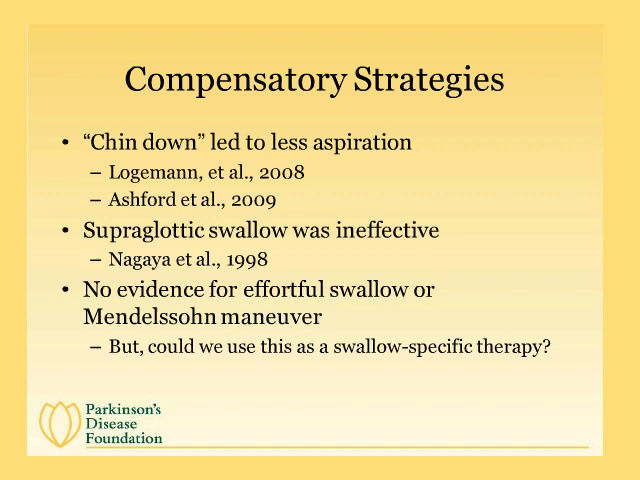 Compensatory Strategies
• “Chin down” led to less aspiration
– Logemann, et al., 2008
– Ashford et al., 2009
• Supraglottic swallow was ineffective
– Nagaya et al., 1998
• No evidence for effortful swallow or
Mendelssohn maneuver
– But, could we use this as a swallow-specific therapy?
Parkinson’s
Disease
Foundation